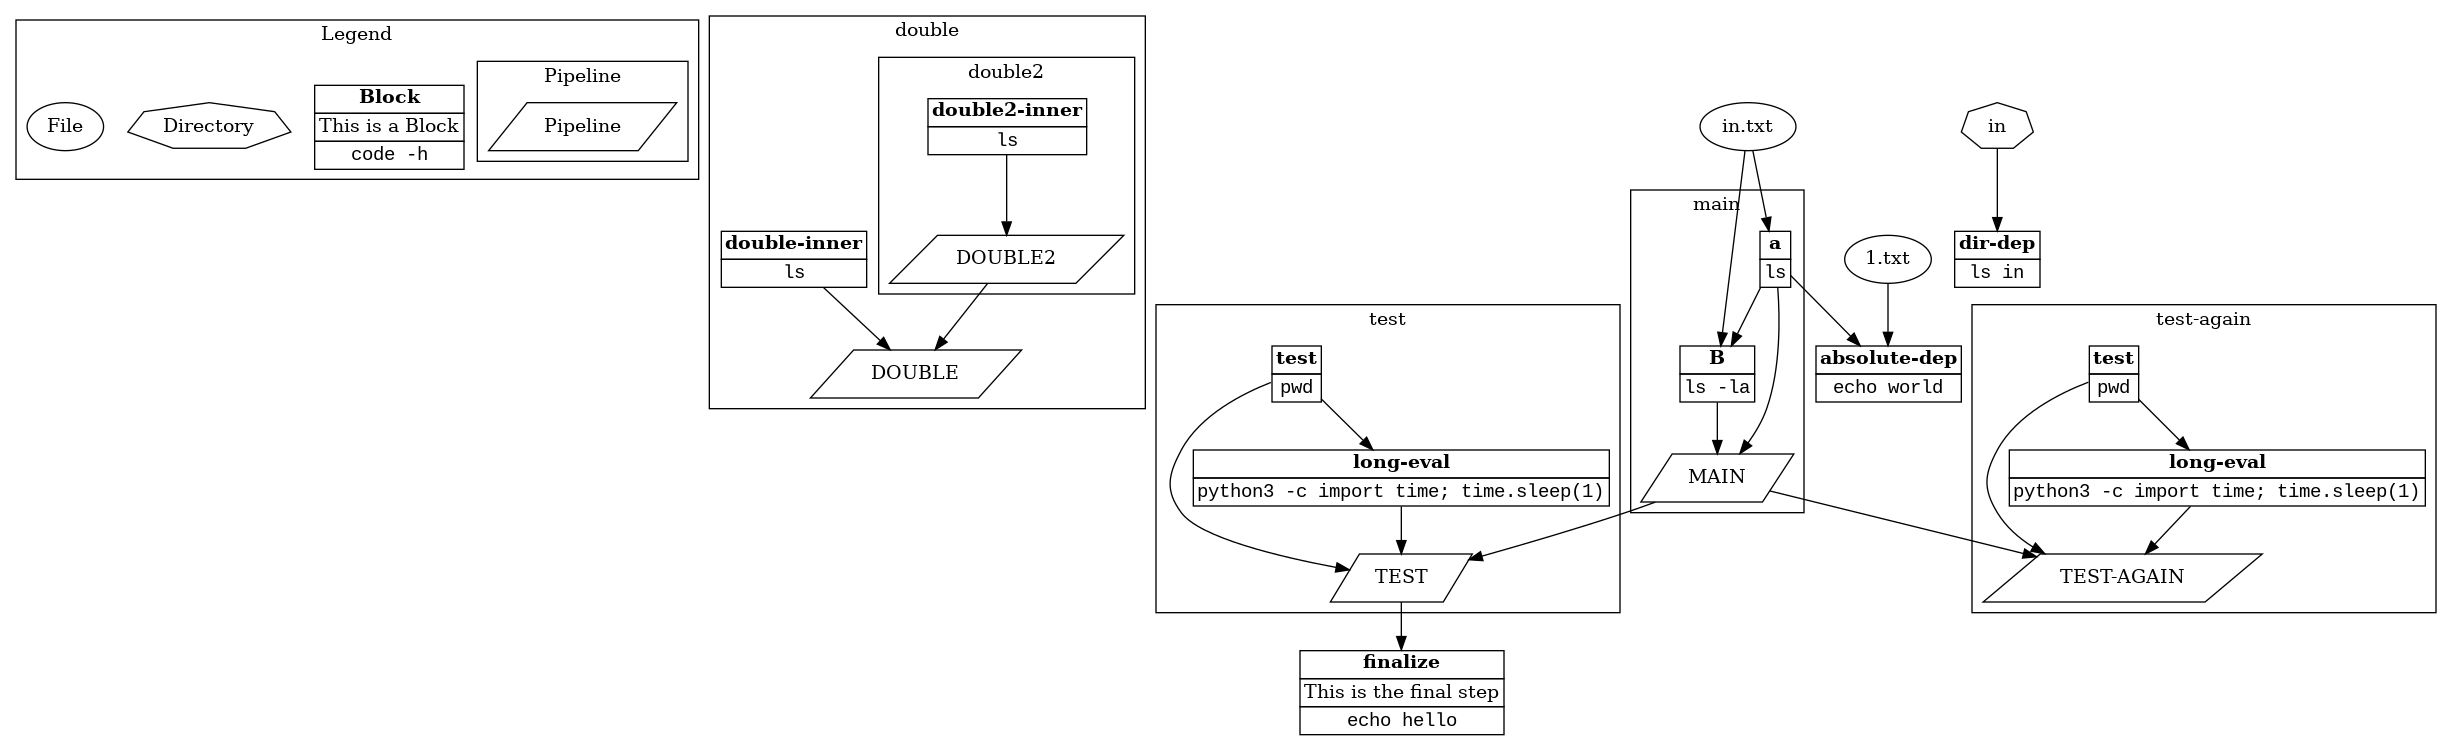 Legend
File
Directory
Block
This is a Block
code -h
Pipeline
Pipeline
double
double2
double2-inner
ls
double-inner
ls
DOUBLE2
DOUBLE
in.txt
in
main
a
ls
1.txt
dir-dep
ls in
B
ls -la
absolute-dep
echo world
MAIN
test
test
pwd
long-eval
python3 -c import time; time.sleep(1)
TEST
test-again
test
pwd
long-eval
python3 -c import time; time.sleep(1)
TEST-AGAIN
finalize
This is the final step
echo hello